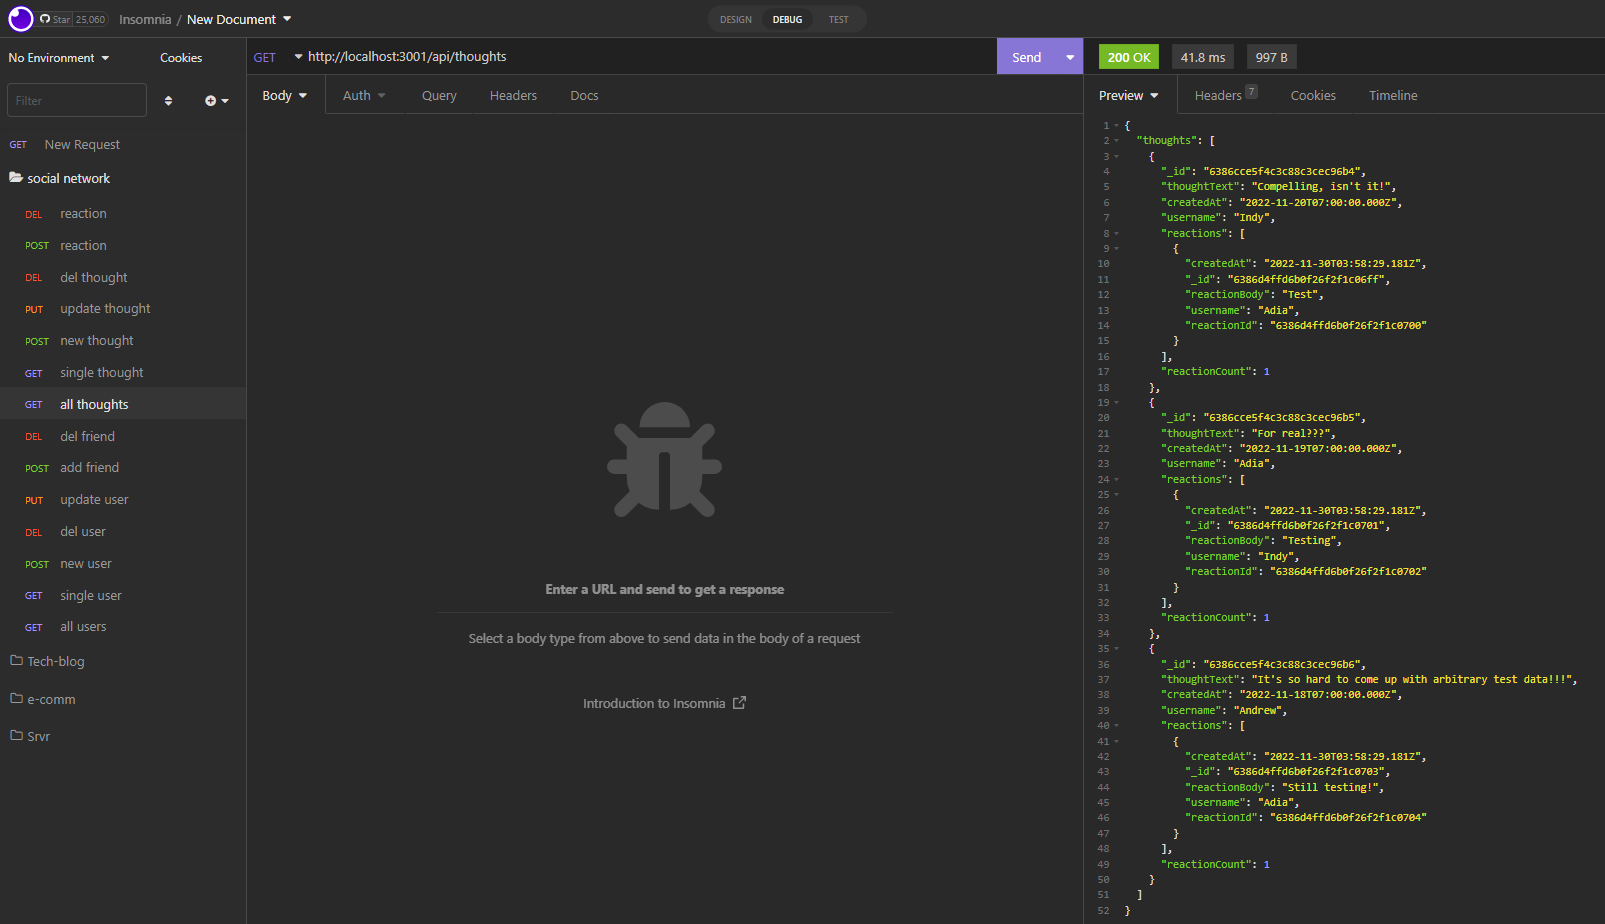 Star 25,060 Insomnia / New Document
DESIGN DEBUG TEST
No Environment Cookies
Filter
GET New Request
social network
DEL reaction
POST reaction
DEL del thought
PUT update thought
POST new thought
GET single thought
GET all thoughts
DEL del friend
POST add friend
PUT update user
DEL del user
POST new user
GET single user
GET all users
Tech-blog
e-comm
Srvr
GET http://localhost:3001/api/thoughts Send
Body Auth Query Headers Docs
Enter a URL and send to get a response
Select a body type from above to send data in the body of a request
Introduction to Insomnia
200 OK 41.8 ms 997 B
Preview Headers 7 Cookies Timeline
1 {
2 "thoughts": [
3 {
4 "_id": "6386cce5f4c3c88c3cec96b4",
5 "thoughtText": "Compelling, isn't it!",
6 "createdAt": "2022-11-20T07:00:00.000Z",
7 "username": "Indy",
8 "reactions": [
9 {
10 "createdAt": "2022-11-30T03:58:29.181Z",
11 "_id": "6386d4ffd6b0f26f2f1c06ff",
12 "reactionBody": "Test",
13 "username": "Adia",
14 "reactionId": "6386d4ffd6b0f26f2f1c0700"
15 }
16 ],
17 "reactionCount": 1
18 },
19 {
20 "_id": "6386cce5f4c3c88c3cec96b5",
21 "thoughtText": "For real???",
22 "createdAt": "2022-11-19T07:00:00.000Z",
23 "username": "Adia",
24 "reactions": [
25 {
26 "createdAt": "2022-11-30T03:58:29.181Z",
27 "_id": "6386d4ffd6b0f26f2f1c0701",
28 "reactionBody": "Testing",
29 "username": "Indy",
30 "reactionId": "6386d4ffd6b0f26f2f1c0702"
31 }
32 ],
33 "reactionCount": 1
34 },
35 {
36 "_id": "6386cce5f4c3c88c3cec96b6",
37 "thoughtText": "It's so hard to come up with arbitrary test data!!!",
38 "createdAt": "2022-11-18T07:00:00.000Z",
39 "username": "Andrew",
40 "reactions": [
41 {
42 "createdAt": "2022-11-30T03:58:29.181Z",
43 "_id": "6386d4ffd6b0f26f2f1c0703",
44 "reactionBody": "Still testing!",
45 "username": "Adia",
46 "reactionId": "6386d4ffd6b0f26f2f1c0704"
47 }
48 ],
49 "reactionCount": 1
50 }
51 ]
52 }